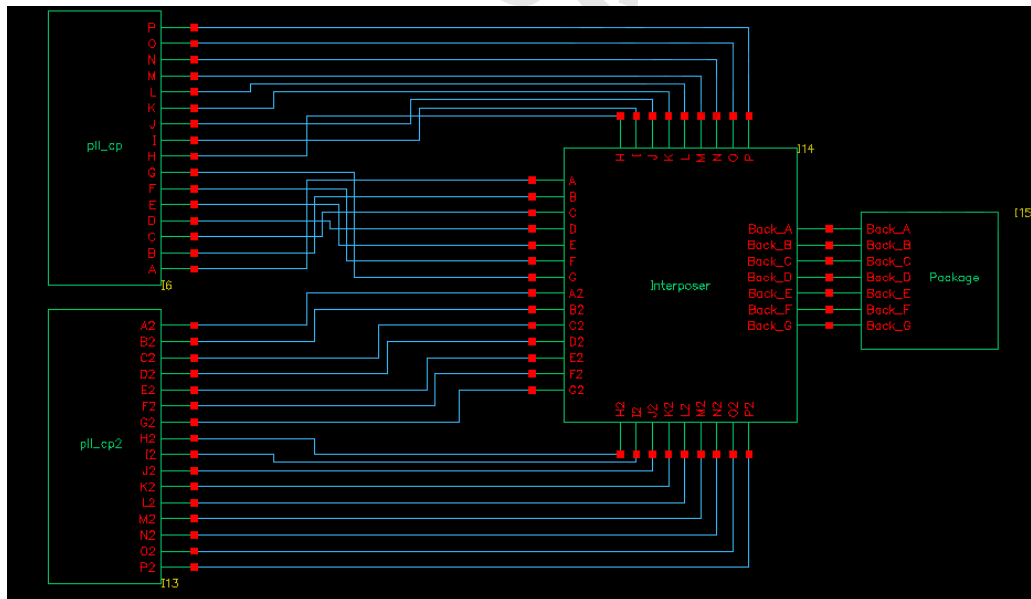 P
O
N
M
L
K
J
I
H
G
F
E
D
C
B
A
pll_cp
I6
A2
B2
C2
D2
E2
F2
G2
H2
I2
J2
K2
L2
M2
N2
O2
P2
pll_cp2
I13
H I J K L M N O P
I14
A
B
C
D
E
F
G
A2
B2
C2
D2
E2
F2
G2
Interposer
Back_A
Back_B
Back_C
Back_D
Back_E
Back_F
Back_G
H2 I2 J2 K2 L2 M2 N2 O2 P2
I15
Back_A
Back_B
Back_C
Back_D
Back_E
Back_F
Back_G
Package